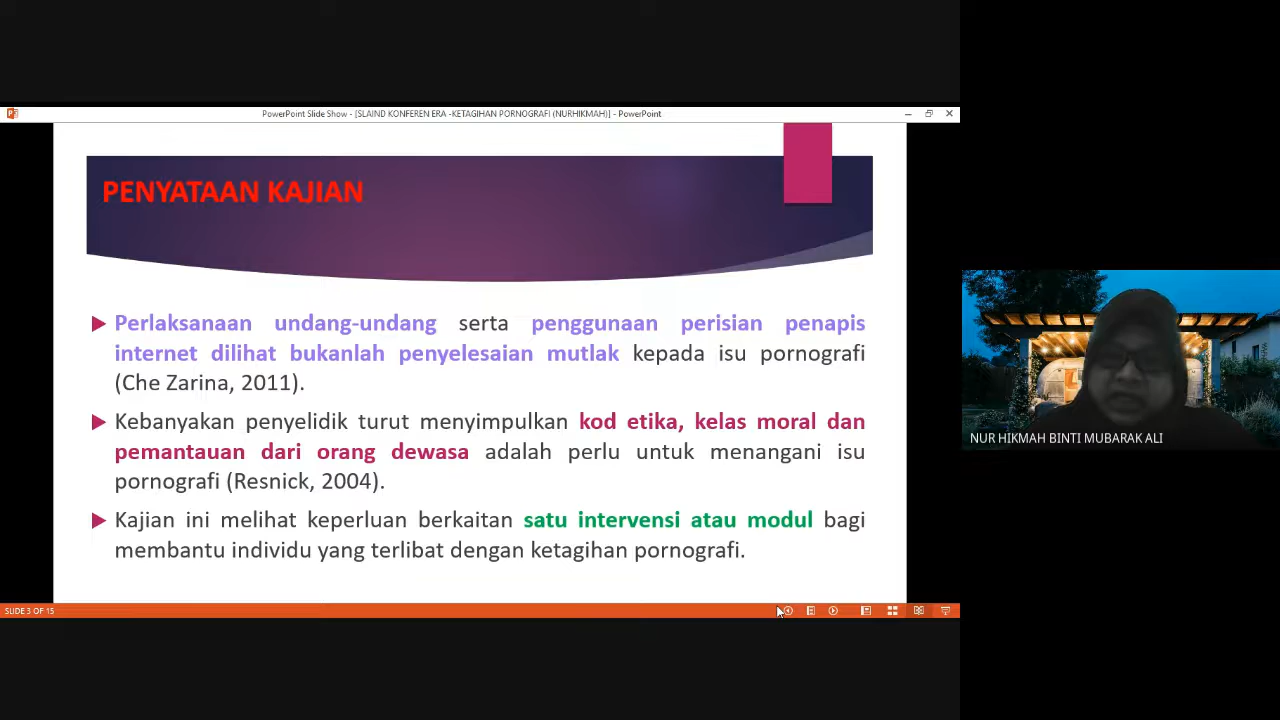 PowerPoint Slide Show - [SLAIND KONFEREN ERA -KETAGIHAN PORNOGRAFI (NURHIKMAH)] - PowerPoint
PENYATAAN KAJIAN
Perlaksanaan undang-undang serta penggunaan perisian penapis
internet dilihat bukanlah penyelesaian mutlak kepada isu pornografi
(Che Zarina, 2011).
Kebanyakan penyelidik turut menyimpulkan kod etika, kelas moral dan
pemantauan dari orang dewasa adalah perlu untuk menangani isu
pornografi (Resnick, 2004).
Kajian ini melihat keperluan berkaitan satu intervensi atau modul bagi
membantu individu yang terlibat dengan ketagihan pornografi.
SLIDE 3 OF 15
NUR HIKMAH BINTI MUBARAK ALI